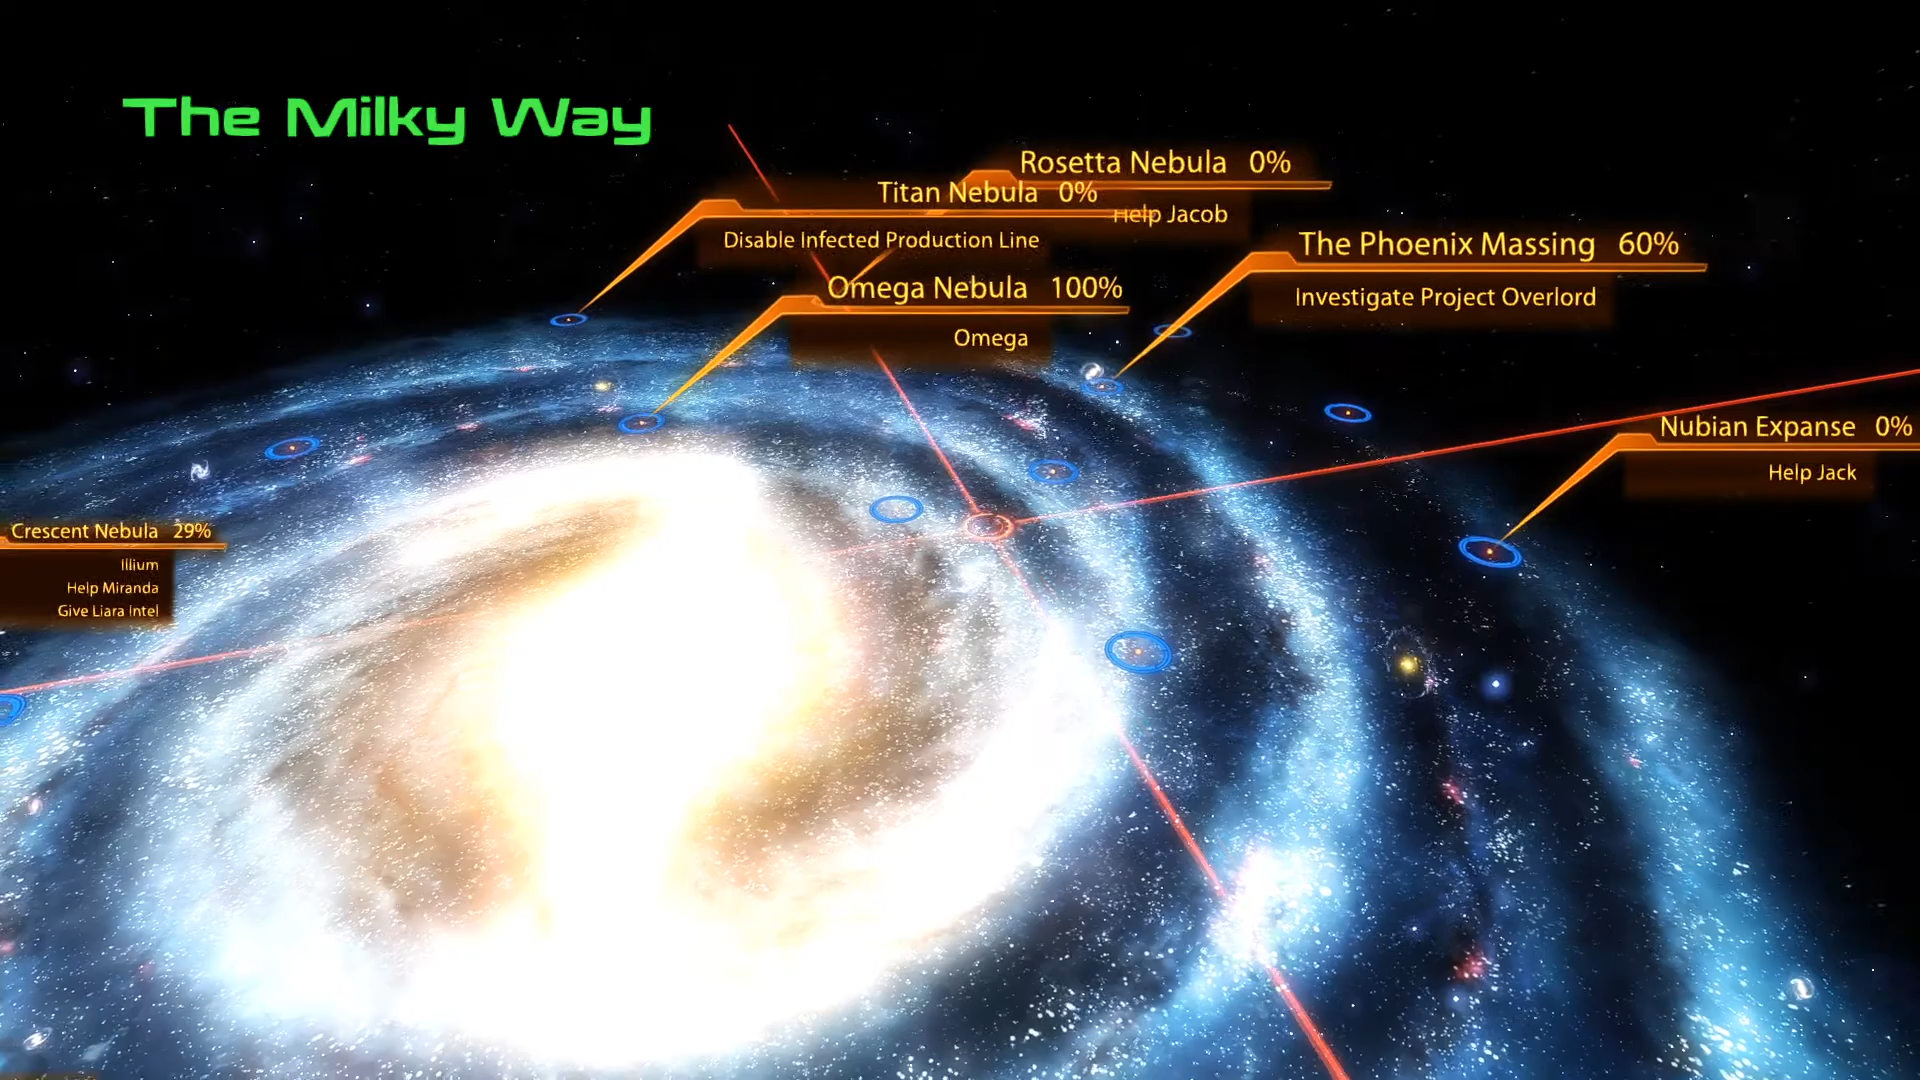 The Milky Way
Rosetta Nebula 0%
Help Jacob
Titan Nebula 0%
Disable Infected Production Line
The Phoenix Massing 60%
Investigate Project Overlord
Omega Nebula 100%
Omega
Nubian Expanse 0%
Help Jack
Crescent Nebula 29%
Illium
Help Miranda
Give Liara Intel